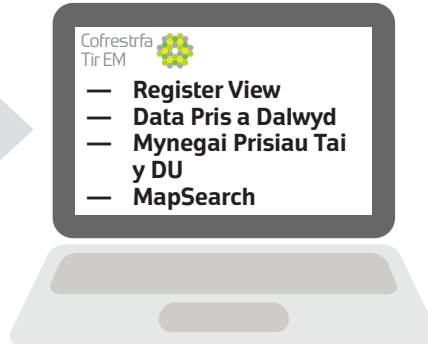 Cofrestrfa
Tir EM
— Register View
— Data Pris a Dalwyd
— Mynegai Prisiau Tai
y DU
— MapSearch